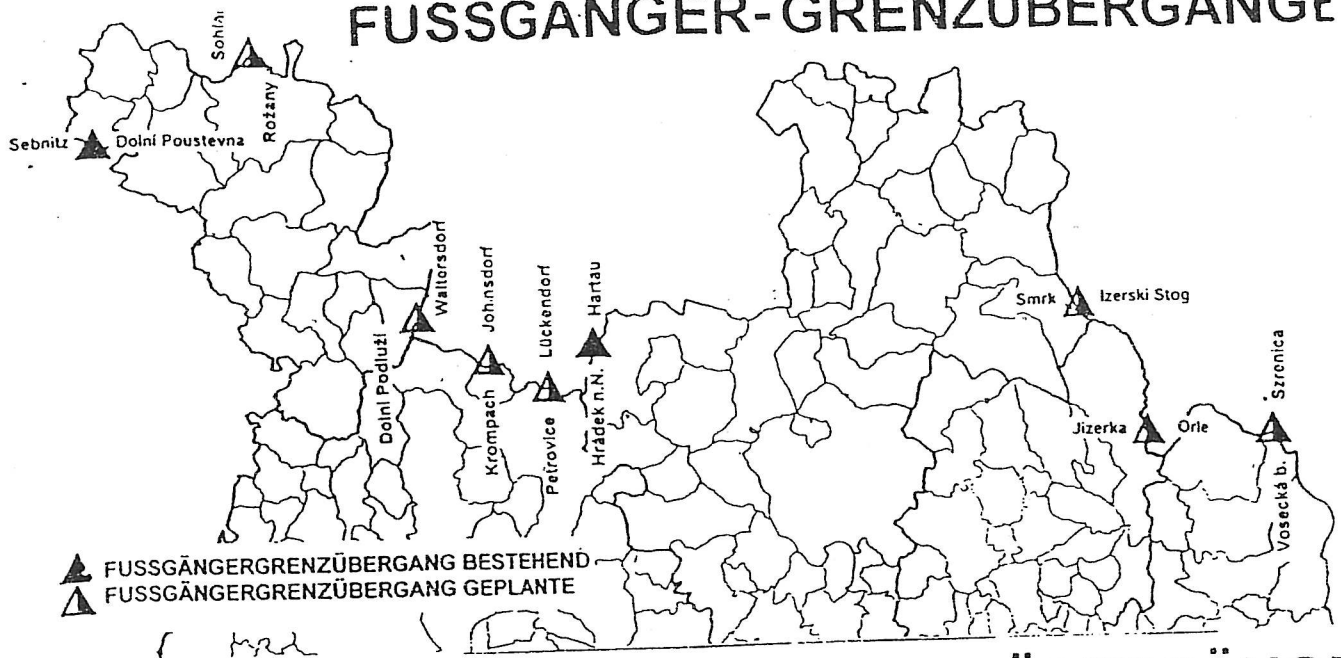 FUSSGÄNGER-GRENZÜBERGÄNGE
Sohland
Rožany
Sebnitz
Dolní Poustevna
Waltersdorf
Dolní Podluží
Johnsdorf
Krompach
Lückendorf
Petrovice
Hartau
Hrádek n.N.
Smrk
Izerski Stog
Jizerka
Orle
Szrenica
Vosecká b.
FUSSGÄNGERGRENZÜBERGANG BESTEHEND
FUSSGÄNGERGRENZÜBERGANG GEPLANTE